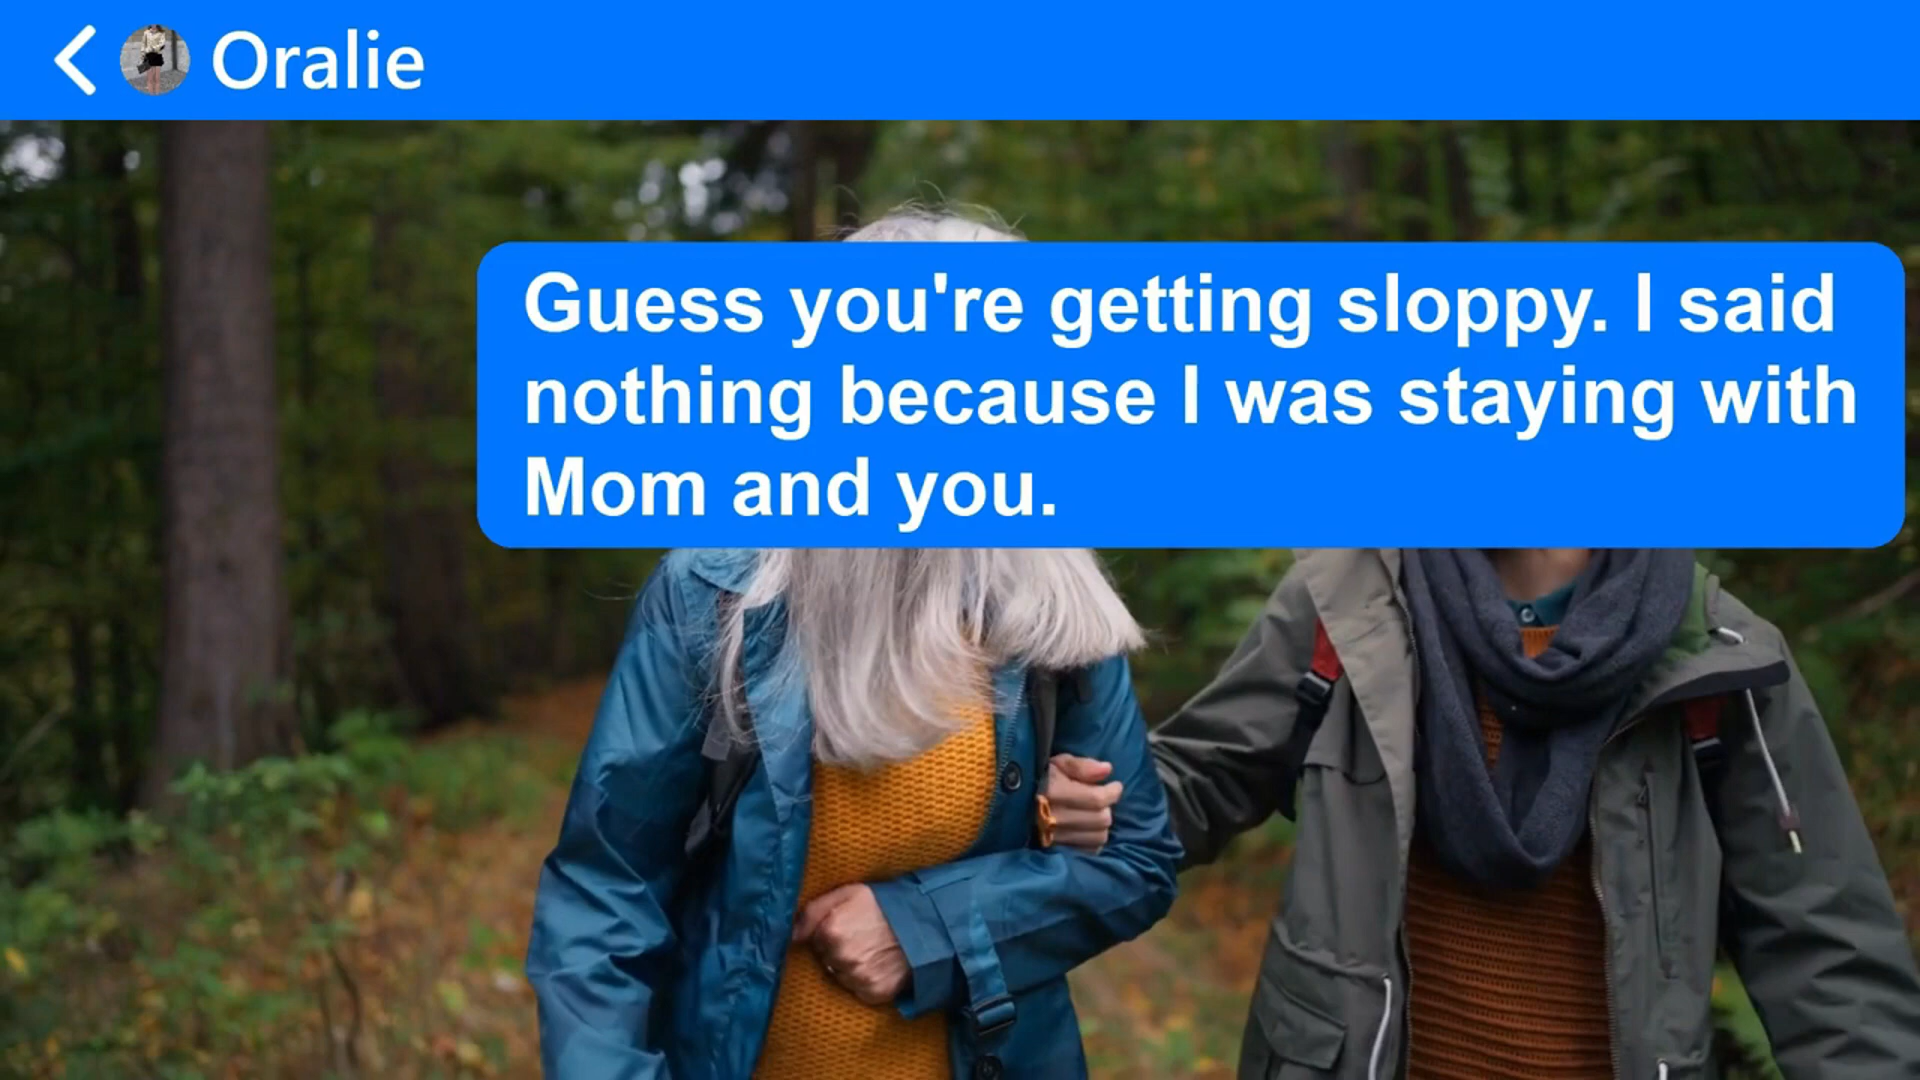 Oralie
Guess you're getting sloppy. I said
nothing because I was staying with
Mom and you.